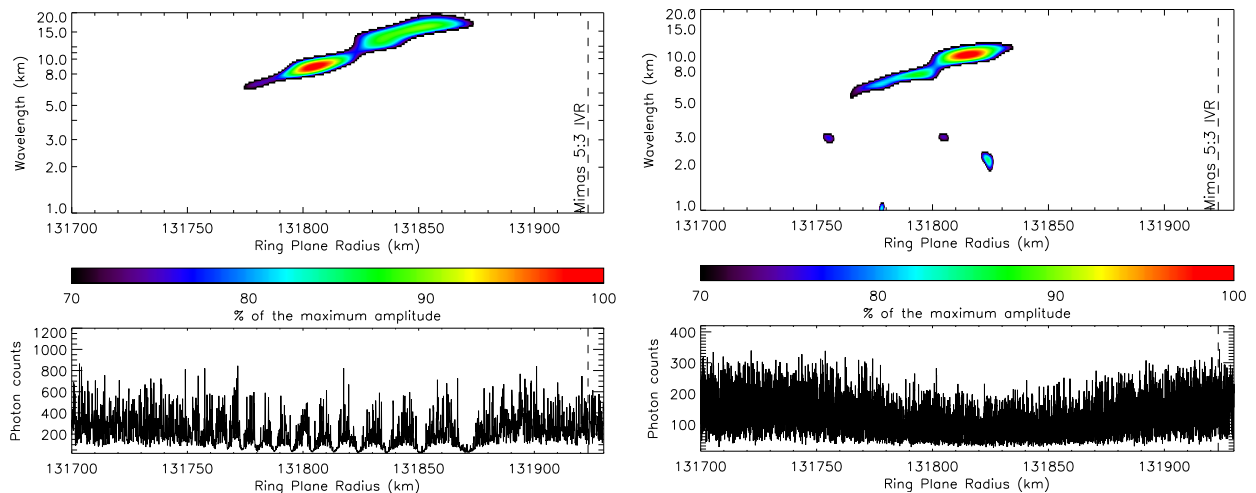 20.0
15.0
10.0
8.0
5.0
3.0
2.0
1.0
Wavelength (km)
Mimas 5:3 IVR
131700 131750 131800 131850 131900
Ring Plane Radius (km)
70 80 90 100
% of the maximum amplitude
1200
1000
800
600
400
200
Photon counts
131700 131750 131800 131850 131900
Ring Plane Radius (km)
20.0
15.0
10.0
8.0
5.0
3.0
2.0
1.0
Wavelength (km)
Mimas 5:3 IVR
131700 131750 131800 131850 131900
Ring Plane Radius (km)
70 80 90 100
% of the maximum amplitude
400
300
200
100
Photon counts
131700 131750 131800 131850 131900
Ring Plane Radius (km)